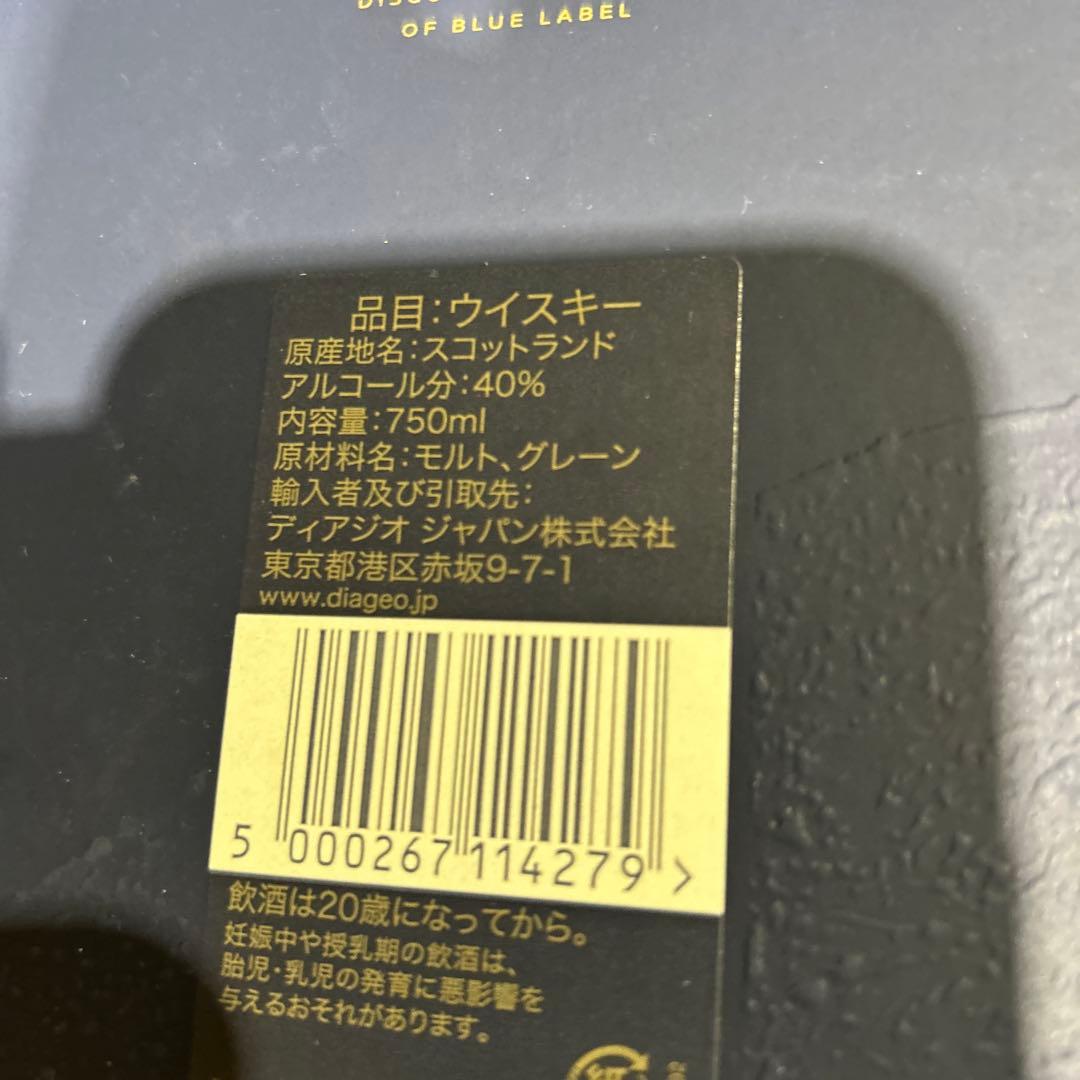 OF BLUE LABEL
品目:ウイスキー
原産地名:スコットランド
アルコール分:40%
内容量:750ml
原材料名:モルト、グレーン
輸入者及び引取先:
ディアジオ ジャパン株式会社
東京都港区赤坂9-7-1
www.diageo.jp
5 000267 114279 >
飲酒は20歳になってから。
妊娠中や授乳期の飲酒は、
胎児・乳児の発育に悪影響を
与えるおそれがあります。